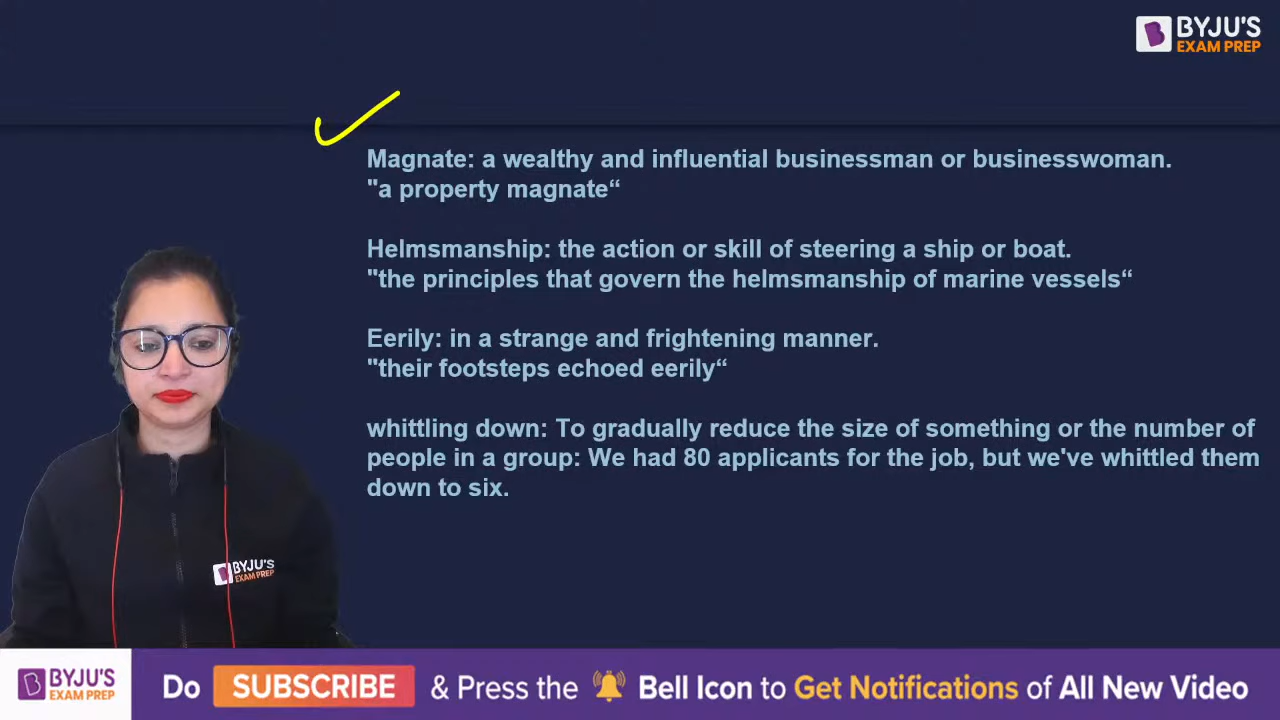 BYJU'S
EXAM PREP
Magnate: a wealthy and influential businessman or businesswoman.
"a property magnate“
Helmsmanship: the action or skill of steering a ship or boat.
"the principles that govern the helmsmanship of marine vessels“
Eerily: in a strange and frightening manner.
"their footsteps echoed eerily“
whittling down: To gradually reduce the size of something or the number of
people in a group: We had 80 applicants for the job, but we've whittled them
down to six.
BYJU'S
EXAM PREP
BYJU'S
EXAM PREP
Do SUBSCRIBE & Press the Bell Icon to Get Notifications of All New Video